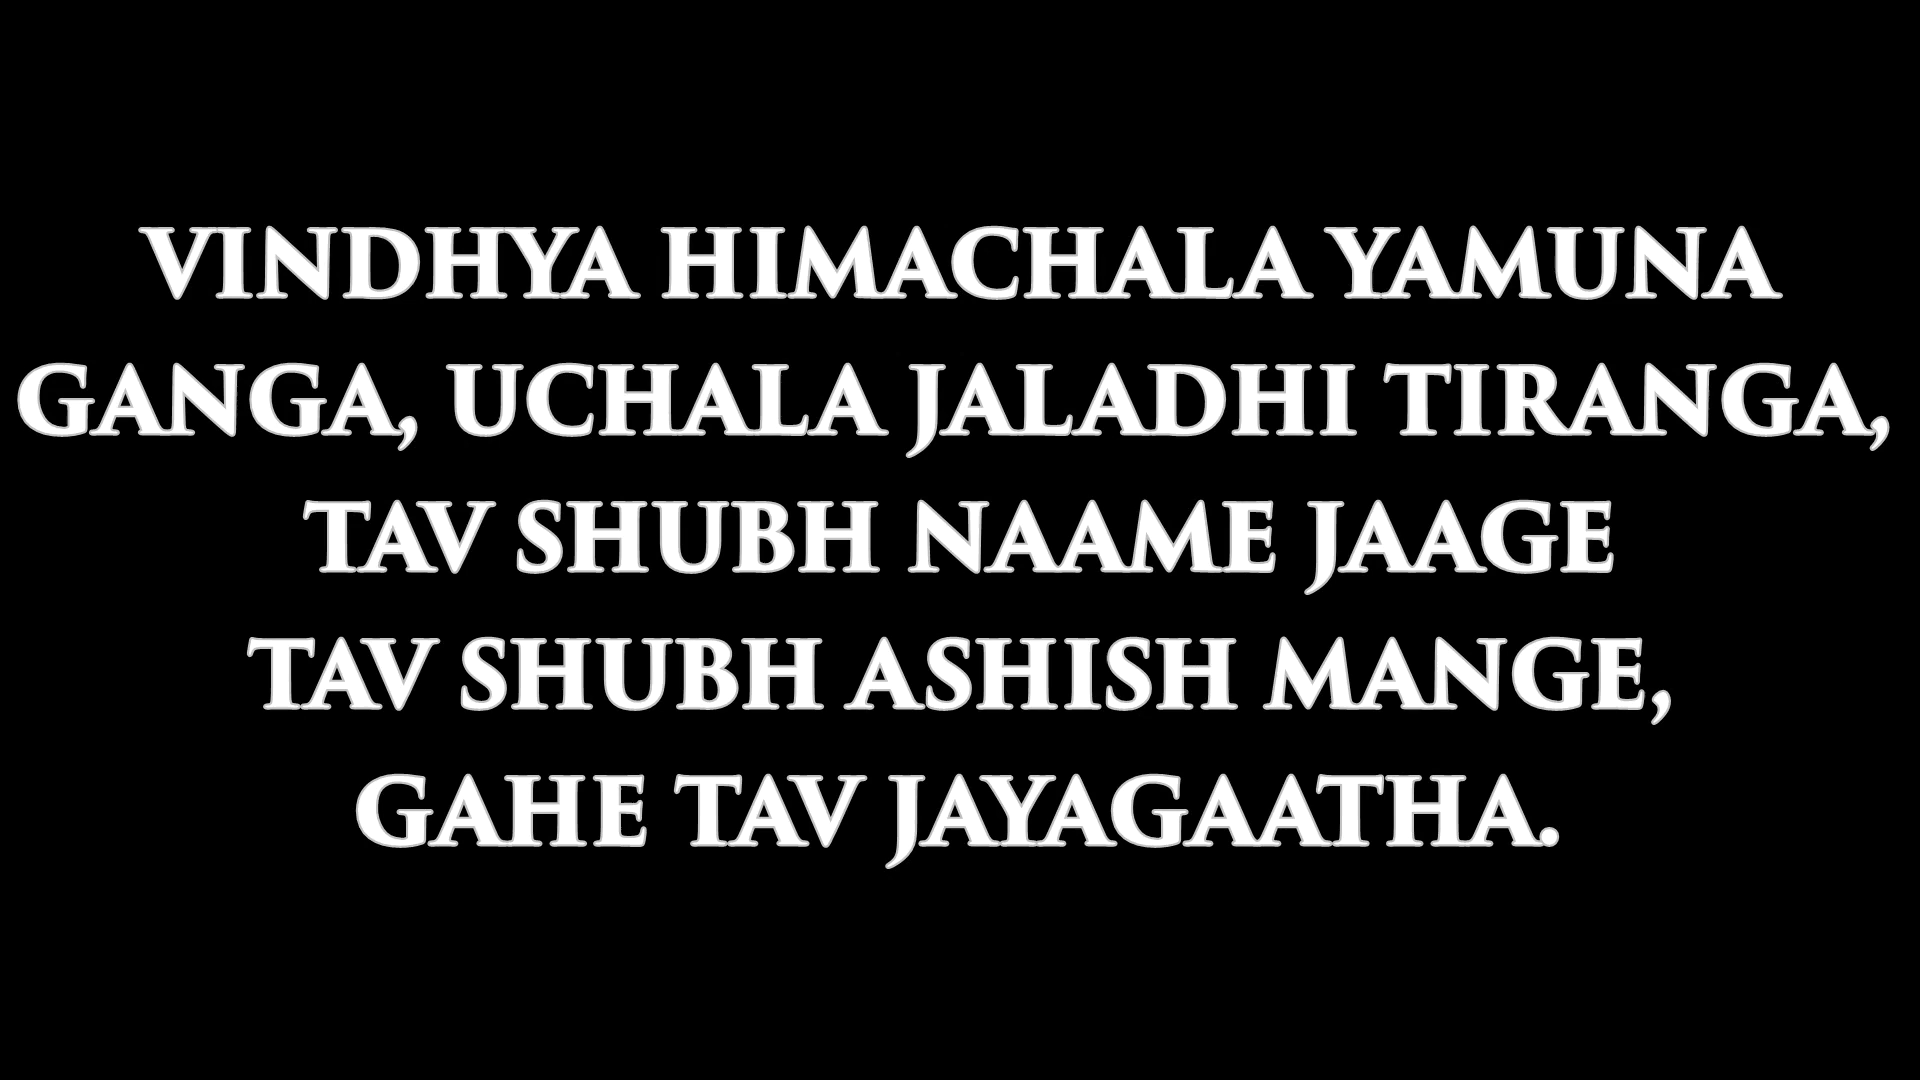 VINDHYA HIMACHALA YAMUNA
GANGA, UCHALA JALADHI TIRANGA,
TAV SHUBH NAAME JAAGE
TAV SHUBH ASHISH MANGE,
GAHE TAV JAYAGAATHA.